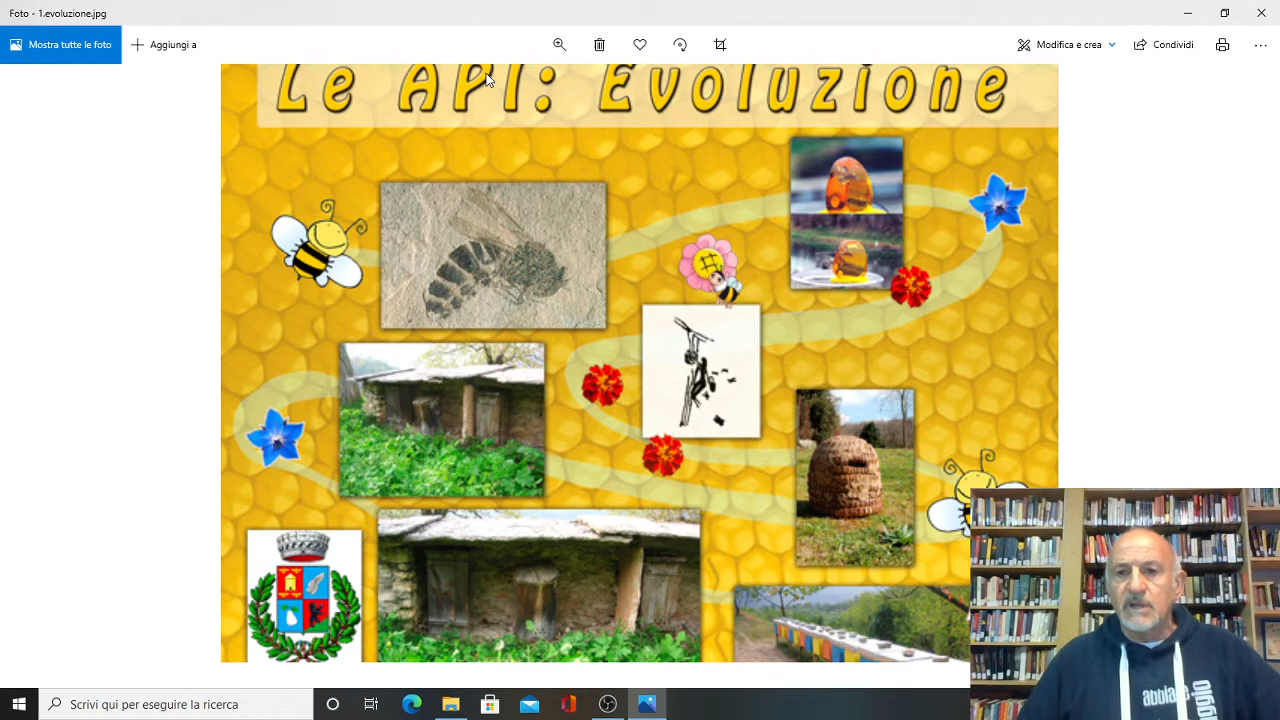 Foto - 1.evoluzione.jpg
Mostra tutte le foto
Aggiungi a
Modifica e crea
Condividi
Le API: Evoluzione
Scrivi qui per eseguire la ricerca